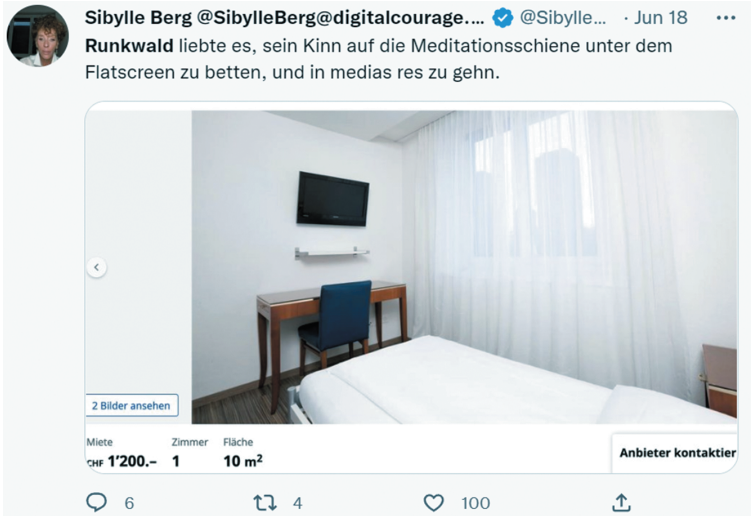 Sibylle Berg @SibylleBerg@digitalcourage.... @Sibylle... · Jun 18
Runkwald liebte es, sein Kinn auf die Meditationsschiene unter dem
Flatscreen zu betten, und in medias res zu gehn.
2 Bilder ansehen
Miete Zimmer Fläche
CHF 1'200.– 1 10 m²
Anbieter kontaktier
6 4 100